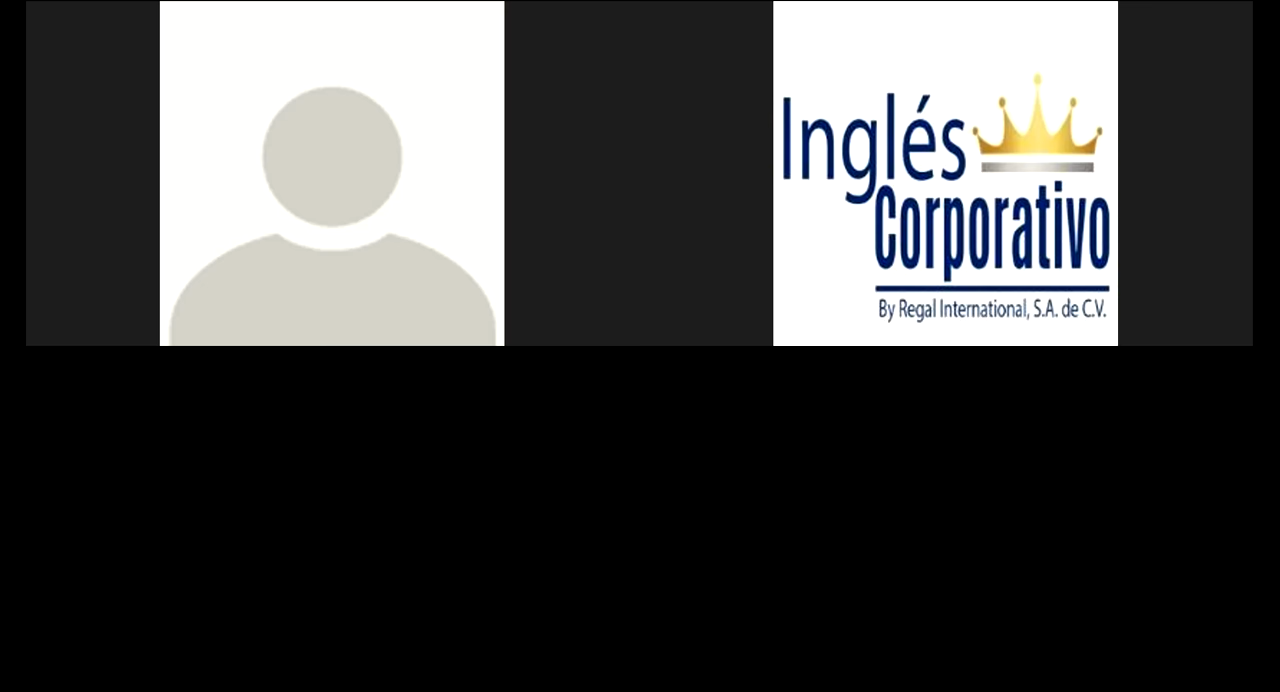 Inglés
Corporativo
By Regal International, S.A. de C.V.